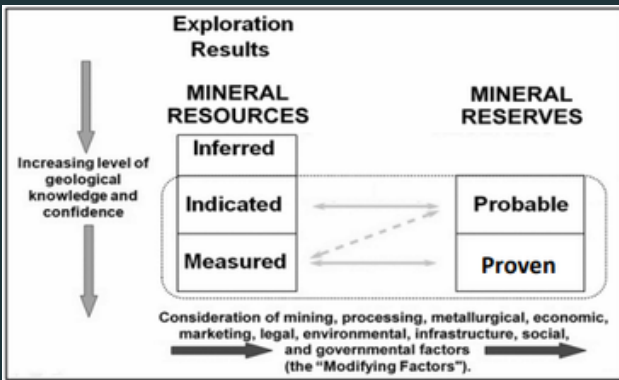 Exploration
Results
MINERAL
RESOURCES
MINERAL
RESERVES
Increasing level of
geological
knowledge and
confidence
Inferred
Indicated
Probable
Measured
Proven
Consideration of mining, processing, metallurgical, economic,
marketing, legal, environmental, infrastructure, social,
and governmental factors
(the "Modifying Factors").